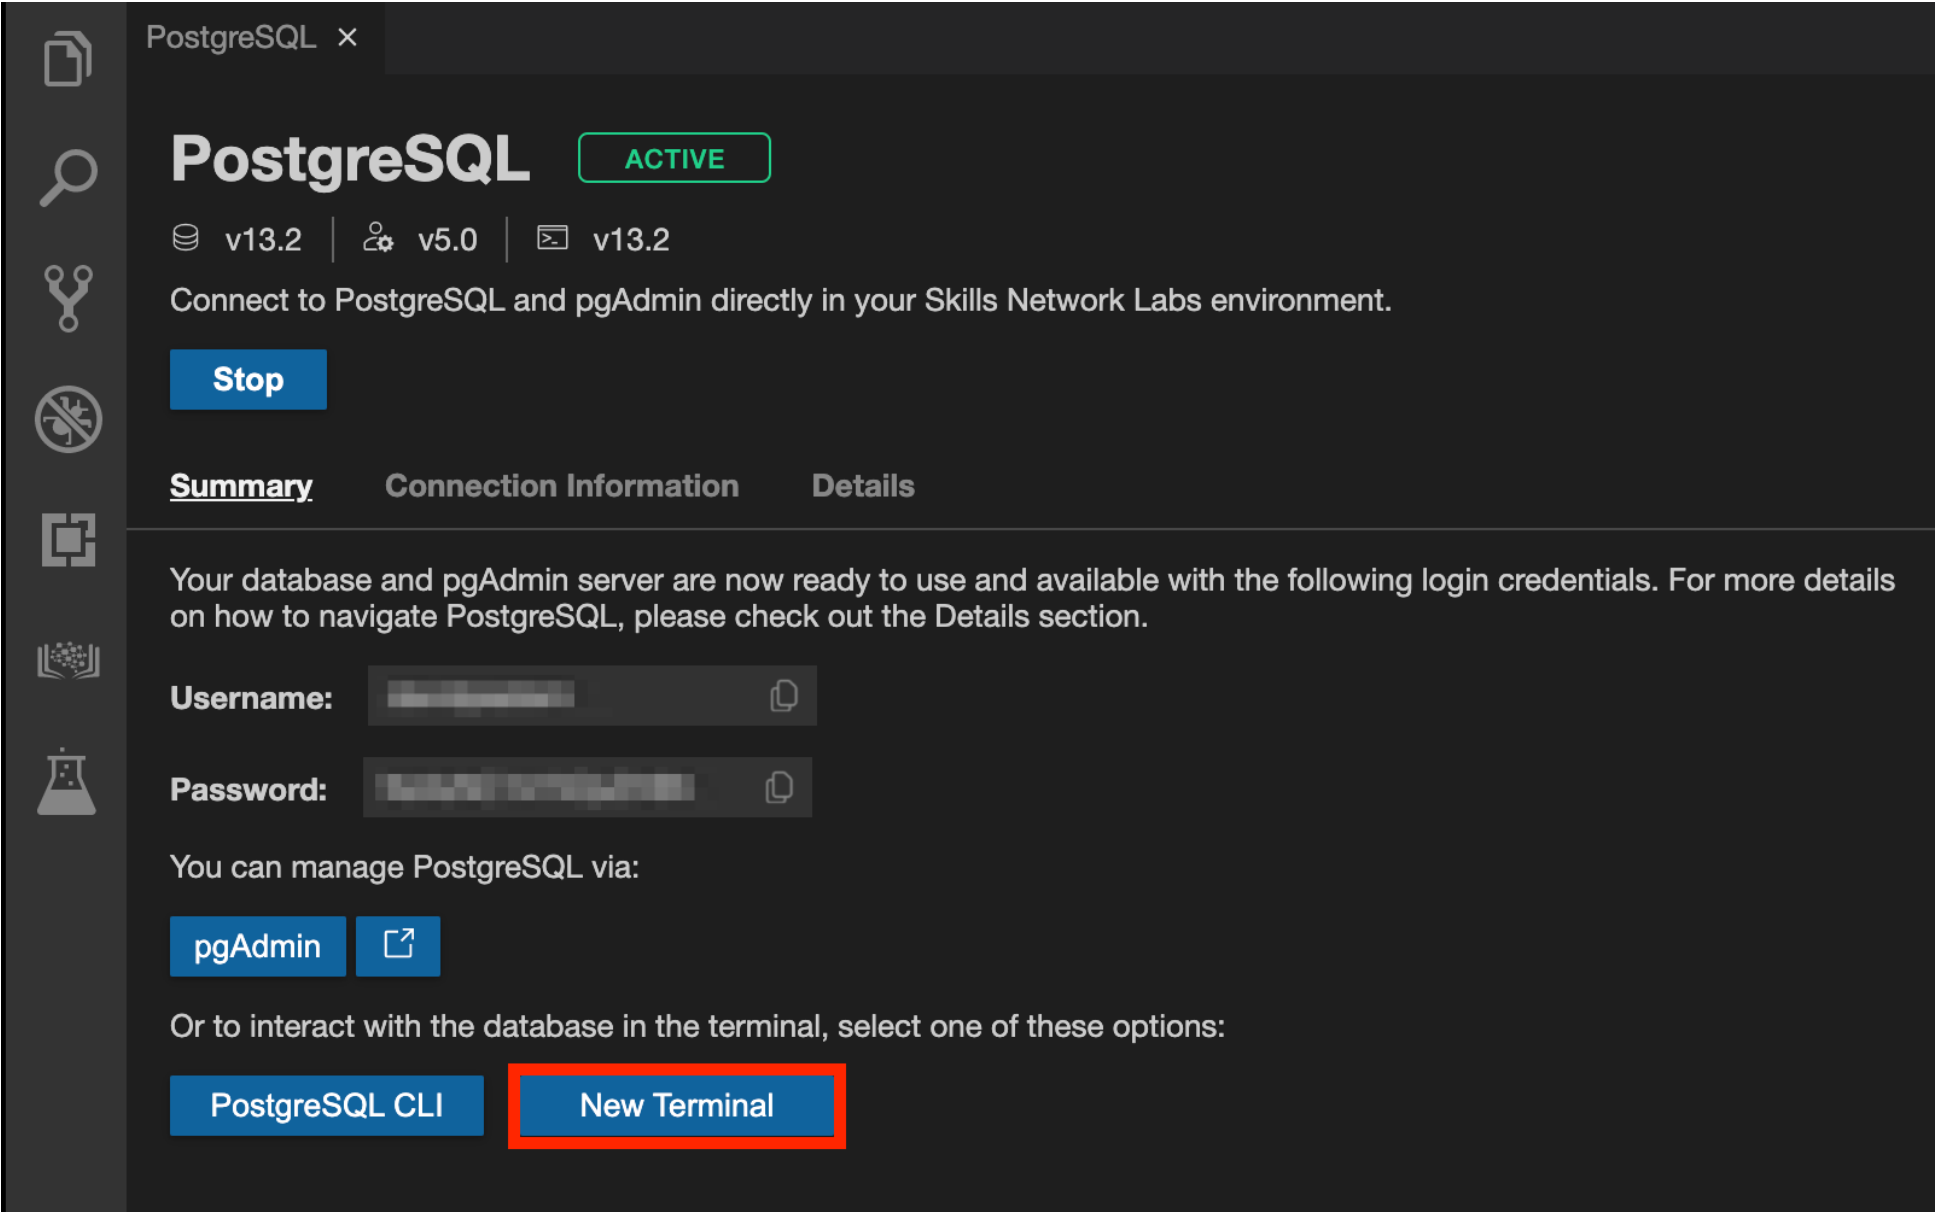 PostgreSQL ×
PostgreSQL ACTIVE
v13.2 v5.0 v13.2
Connect to PostgreSQL and pgAdmin directly in your Skills Network Labs environment.
Stop
Summary Connection Information Details
Your database and pgAdmin server are now ready to use and available with the following login credentials. For more details
on how to navigate PostgreSQL, please check out the Details section.
Username:
Password:
You can manage PostgreSQL via:
pgAdmin
Or to interact with the database in the terminal, select one of these options:
PostgreSQL CLI New Terminal